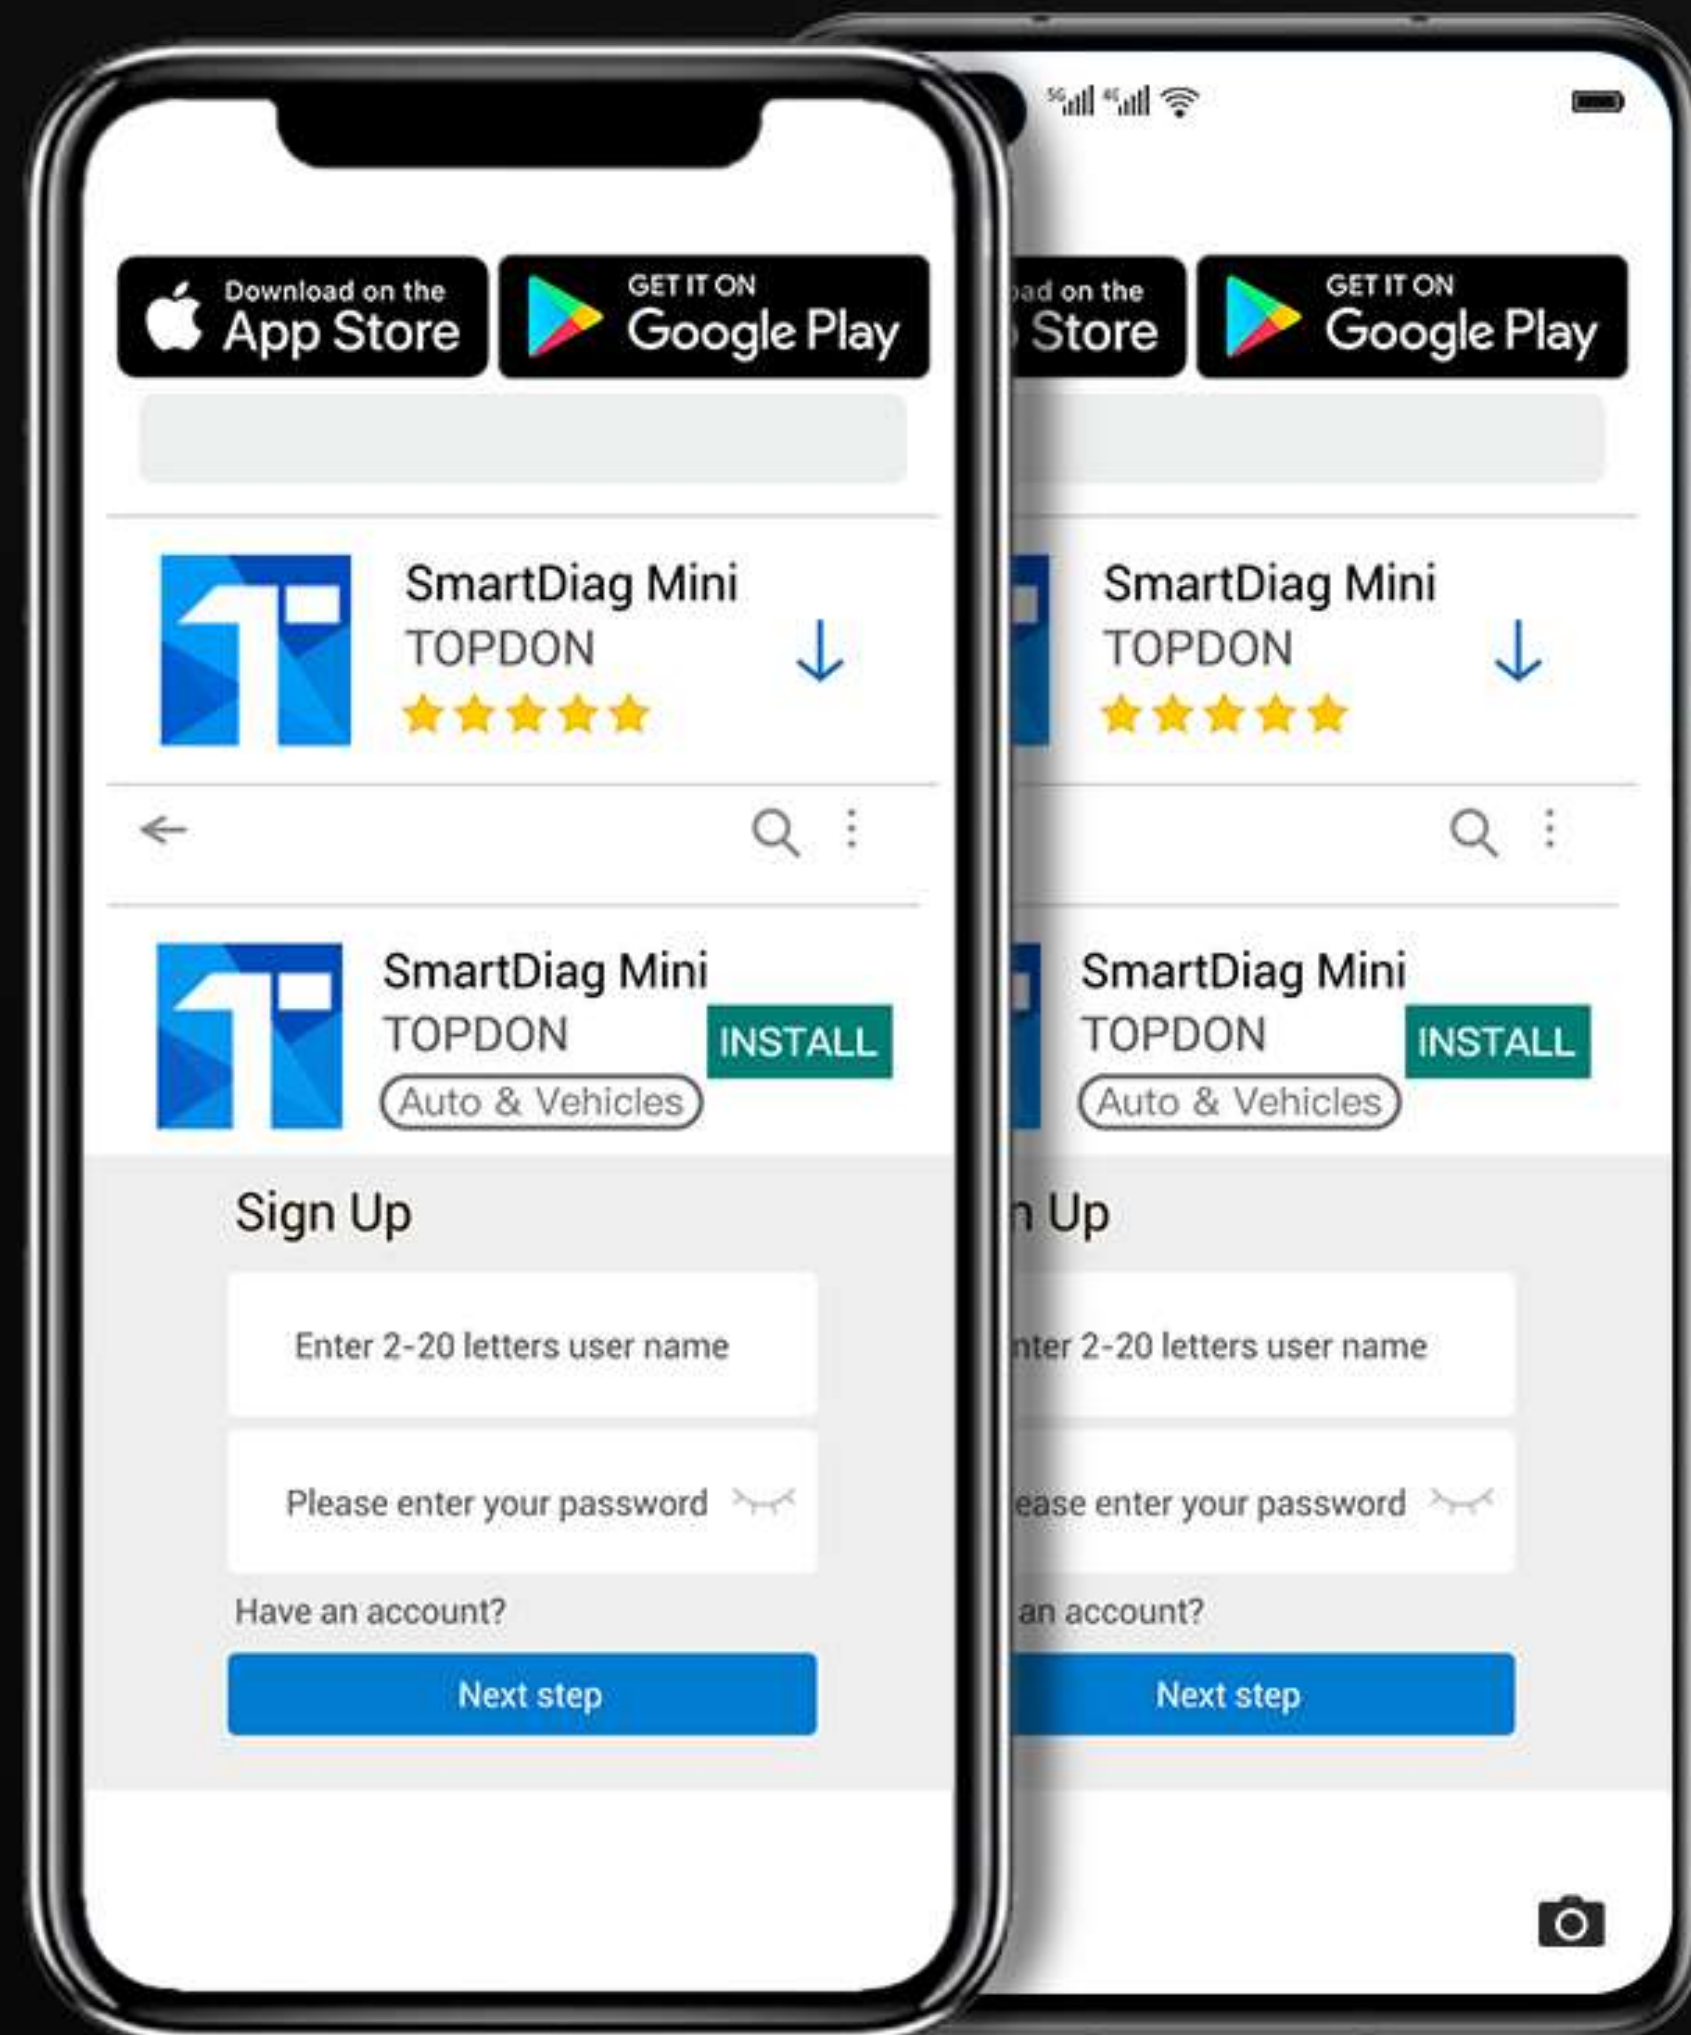 Download on the
App Store
GET IT ON
Google Play
SmartDiag Mini
TOPDON
SmartDiag Mini
TOPDON
INSTALL
Auto & Vehicles
Sign Up
Enter 2-20 letters user name
Please enter your password
Have an account?
Next step
5G 4G
ad on the
Store
GET IT ON
Google Play
SmartDiag Mini
TOPDON
SmartDiag Mini
TOPDON
INSTALL
Auto & Vehicles
n Up
nter 2-20 letters user name
ease enter your password
an account?
Next step